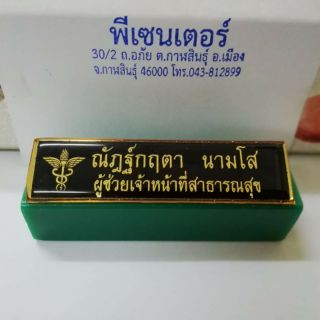 พีเซนเตอร์
30/2 ถ.อภัย ต.กาฬสินธุ์ อ.เมือง
จ.กาฬสินธุ์ 46000 โทร.043-812899
ณัฏฐ์กฤตา นามโส
ผู้ช่วยเจ้าหน้าที่สาธารณสุข